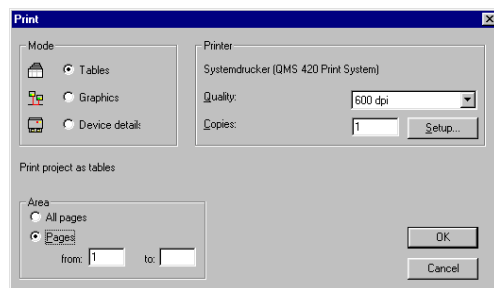 Print
Mode
Tables
Graphics
Device details
Printer
Systemdrucker (QMS 420 Print System)
Quality:
600 dpi
Copies:
1
Setup...
Print project as tables
Area
All pages
Pages
from: 1 to:
OK
Cancel